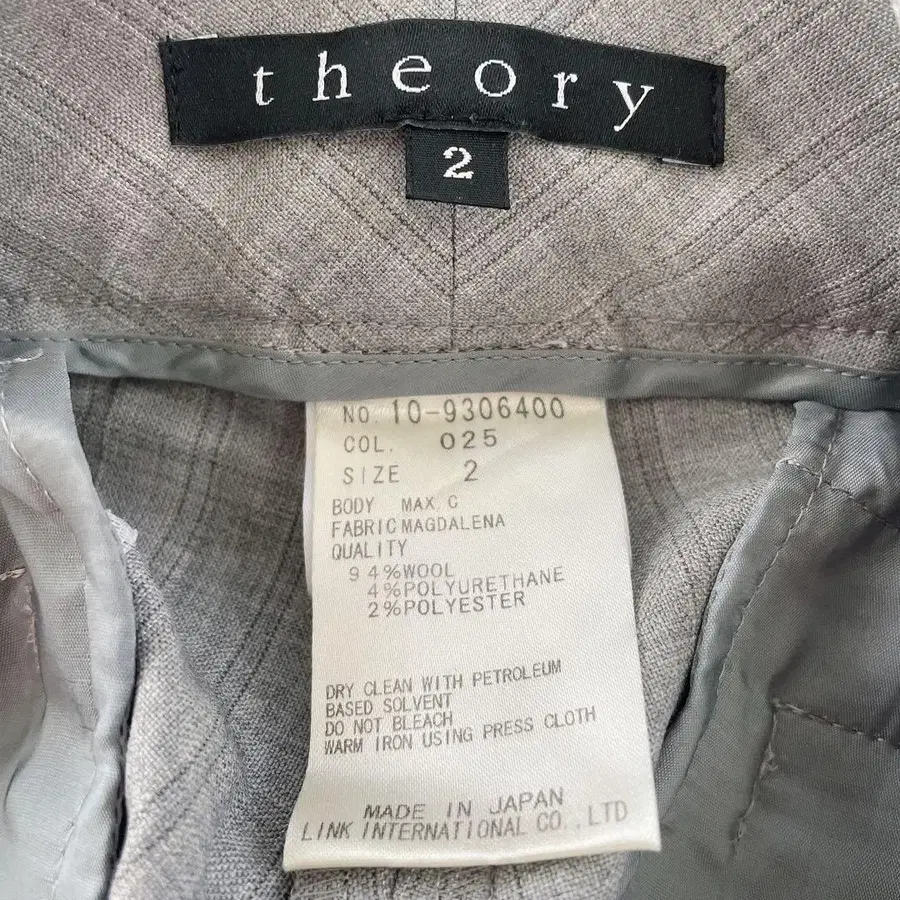 theory
2
No. 10-9306400
COL. 025
SIZE 2
BODY MAX.C
FABRIC MAGDALENA
QUALITY
94%WOOL
4%POLYURETHANE
2%POLYESTER
DRY CLEAN WITH PETROLEUM
BASED SOLVENT
DO NOT BLEACH
WARM IRON USING PRESS CLOTH
MADE IN JAPAN
LINK INTERNATIONAL CO.,LTD